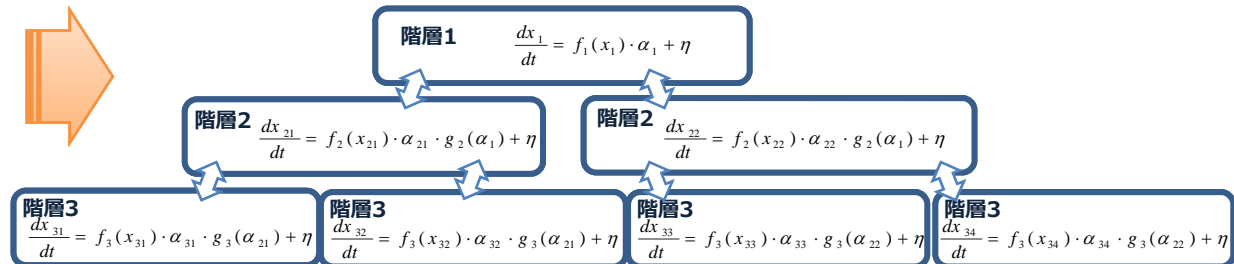 階層1 dx_1/dt = f_1(x_1)・α_1 + η
階層2 dx_21/dt = f_2(x_21)・α_21・g_2(α_1) + η
階層2 dx_22/dt = f_2(x_22)・α_22・g_2(α_1) + η
階層3
dx_31/dt = f_3(x_31)・α_31・g_3(α_21) + η
階層3
dx_32/dt = f_3(x_32)・α_32・g_3(α_21) + η
階層3
dx_33/dt = f_3(x_33)・α_33・g_3(α_22) + η
階層3
dx_34/dt = f_3(x_34)・α_34・g_3(α_22) + η